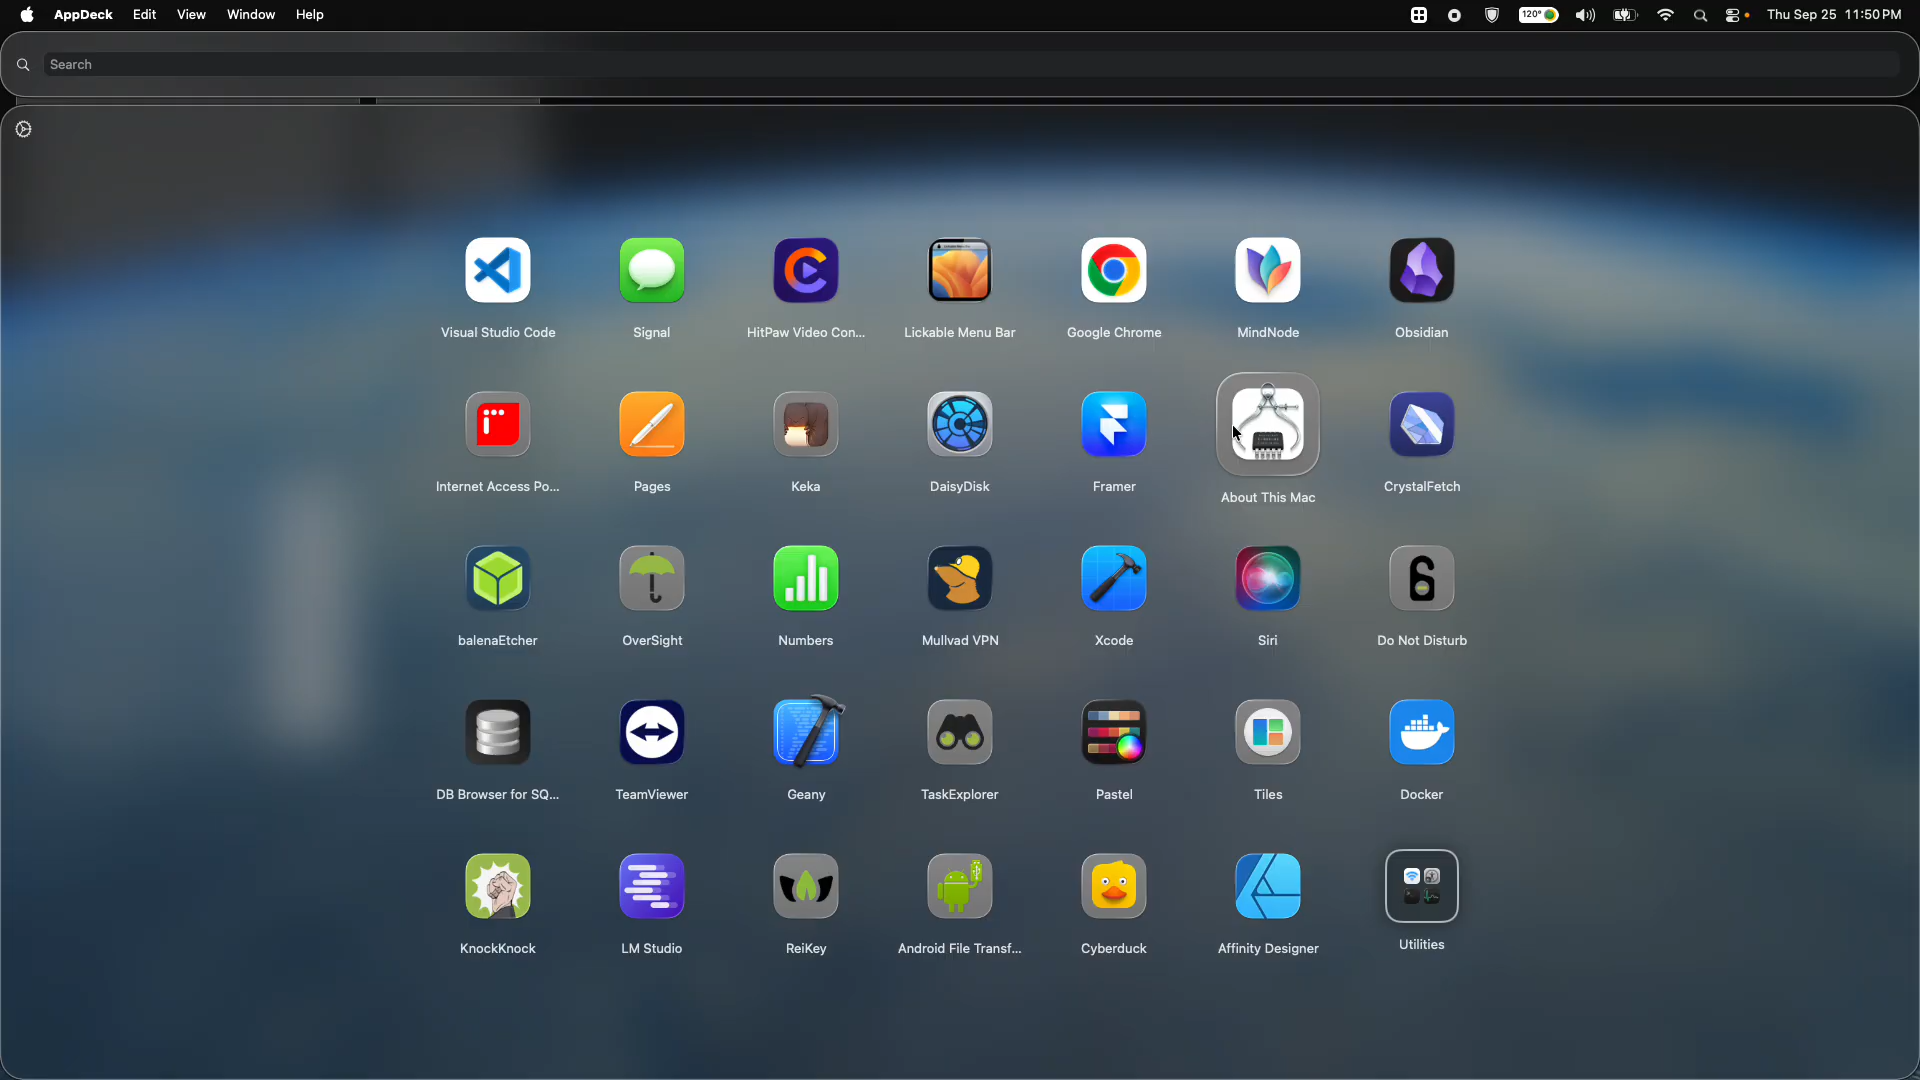 AppDeck Edit View Window Help 120° Thu Sep 25 11:50 PM
Search
Visual Studio Code Signal HitPaw Video Con... Lickable Menu Bar Google Chrome MindNode Obsidian
Internet Access Po... Pages Keka DaisyDisk Framer About This Mac CrystalFetch
balenaEtcher OverSight Numbers Mullvad VPN Xcode Siri Do Not Disturb
DB Browser for SQ... TeamViewer Geany TaskExplorer Pastel Tiles Docker
KnockKnock LM Studio ReiKey Android File Transf... Cyberduck Affinity Designer Utilities